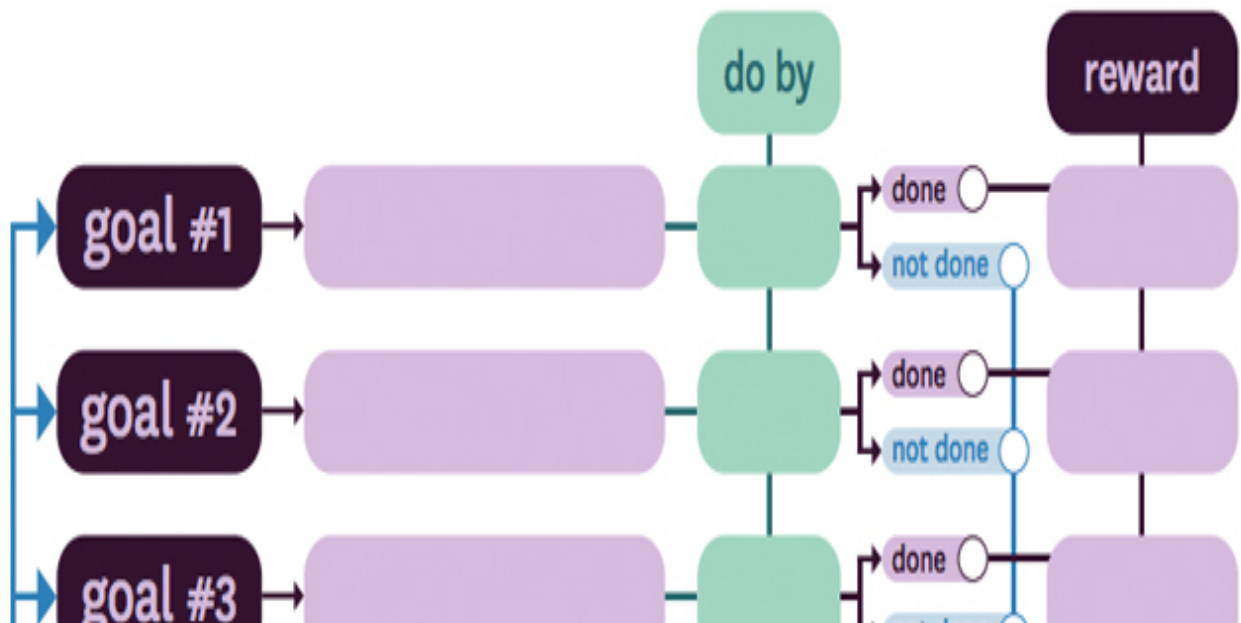 do by
reward
goal #1
done
not done
goal #2
done
not done
goal #3
done